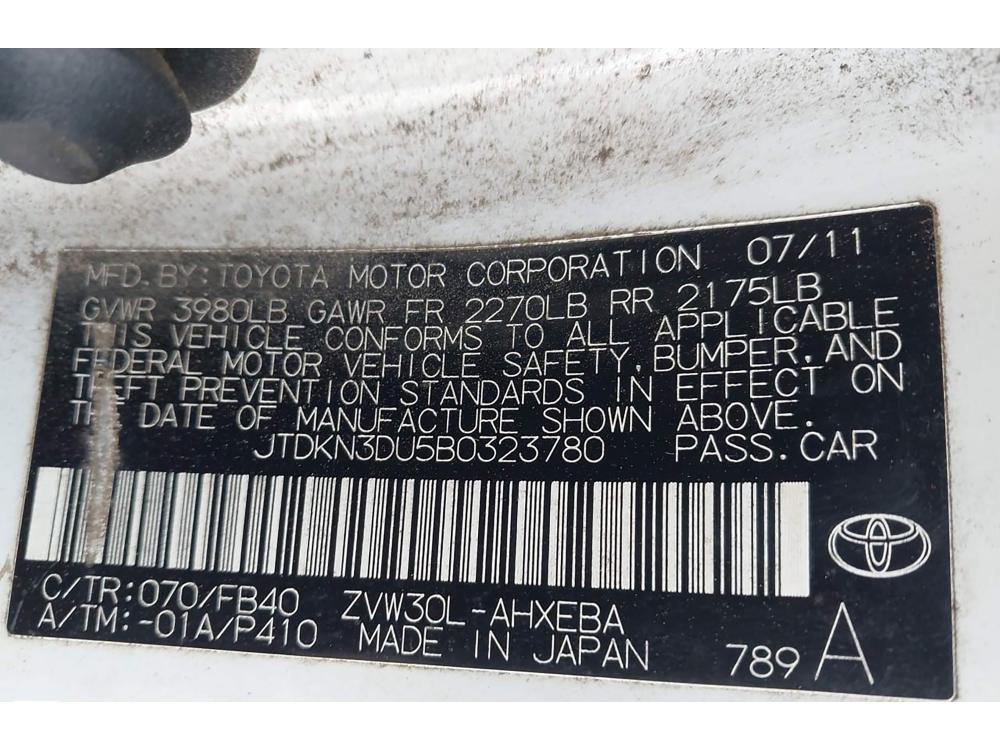 MFD. BY: TOYOTA MOTOR CORPORATION 07/11
GVWR 3980LB GAWR FR 2270LB RR 2175LB
THIS VEHICLE CONFORMS TO ALL APPLICABLE
FEDERAL MOTOR VEHICLE SAFETY, BUMPER, AND
THEFT PREVENTION STANDARDS IN EFFECT ON
THE DATE OF MANUFACTURE SHOWN ABOVE.
JTDKN3DU5B0323780 PASS. CAR
C/TR: 070/FB40 ZVW30L-AHXEBA
A/TM: -01A/P410 MADE IN JAPAN 789 A